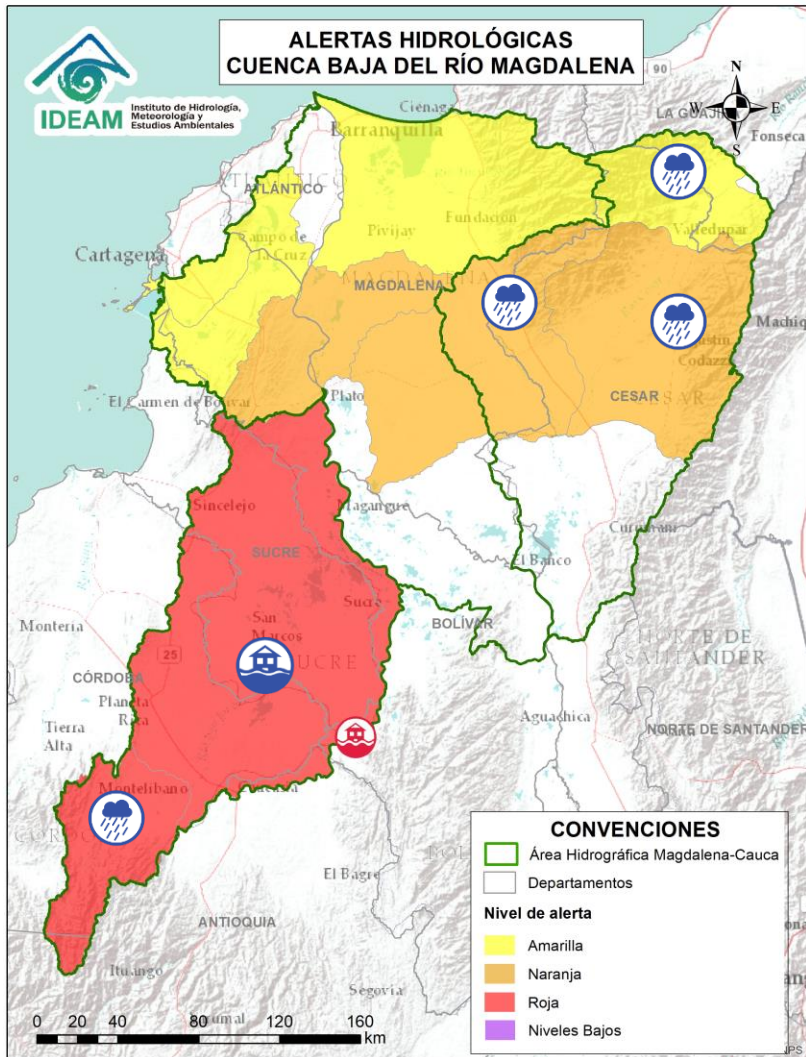 ALERTAS HIDROLÓGICAS
CUENCA BAJA DEL RÍO MAGDALENA
IDEAM
Instituto de Hidrología,
Meteorología y
Estudios Ambientales
N
W
E
S
90
Ciénaga
LA GUAJIRA
Fonseca
Barranquilla
ATLÁNTICO
Valledupar
Fundación
Pivijay
Campo de
la Cruz
Cartagena
MAGDALENA
MAGDALENA
Codazzi
El Carmen de Bolívar
Plato
CESAR
CESAR
Sincelejo
Magangué
Curumaní
SUCRE
El Banco
Sucre
San
Marcos
BOLÍVAR
Montería
SUCRE
NORTE DE
SANTANDER
25
CÓRDOBA
Planeta
Rica
Aguachica
Tierra
Alta
NORTE DE SANTANDER
Montelíbano
El Bagre
ANTIOQUIA
Ituango
Segovia
CONVENCIONES
Área Hidrográfica Magdalena-Cauca
Departamentos
Nivel de alerta
Amarilla
Naranja
Roja
Niveles Bajos
0 20 40 80 120 160
km